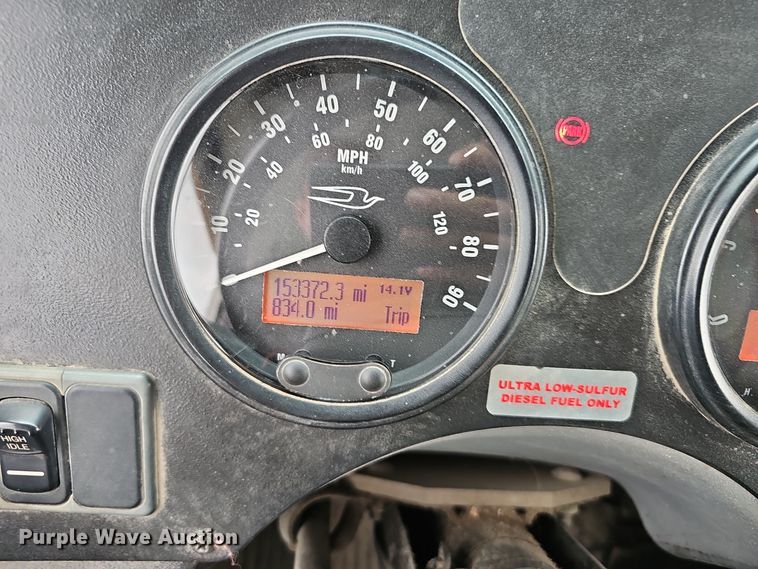 10 20 30 40 50 60 70 80 90
20 40 60 80 100 120
MPH
km/h
153372.3 mi 14.1V
834.0 mi Trip
M T
ULTRA LOW-SULFUR
DIESEL FUEL ONLY
HIGH
IDLE
H
Purple Wave Auction